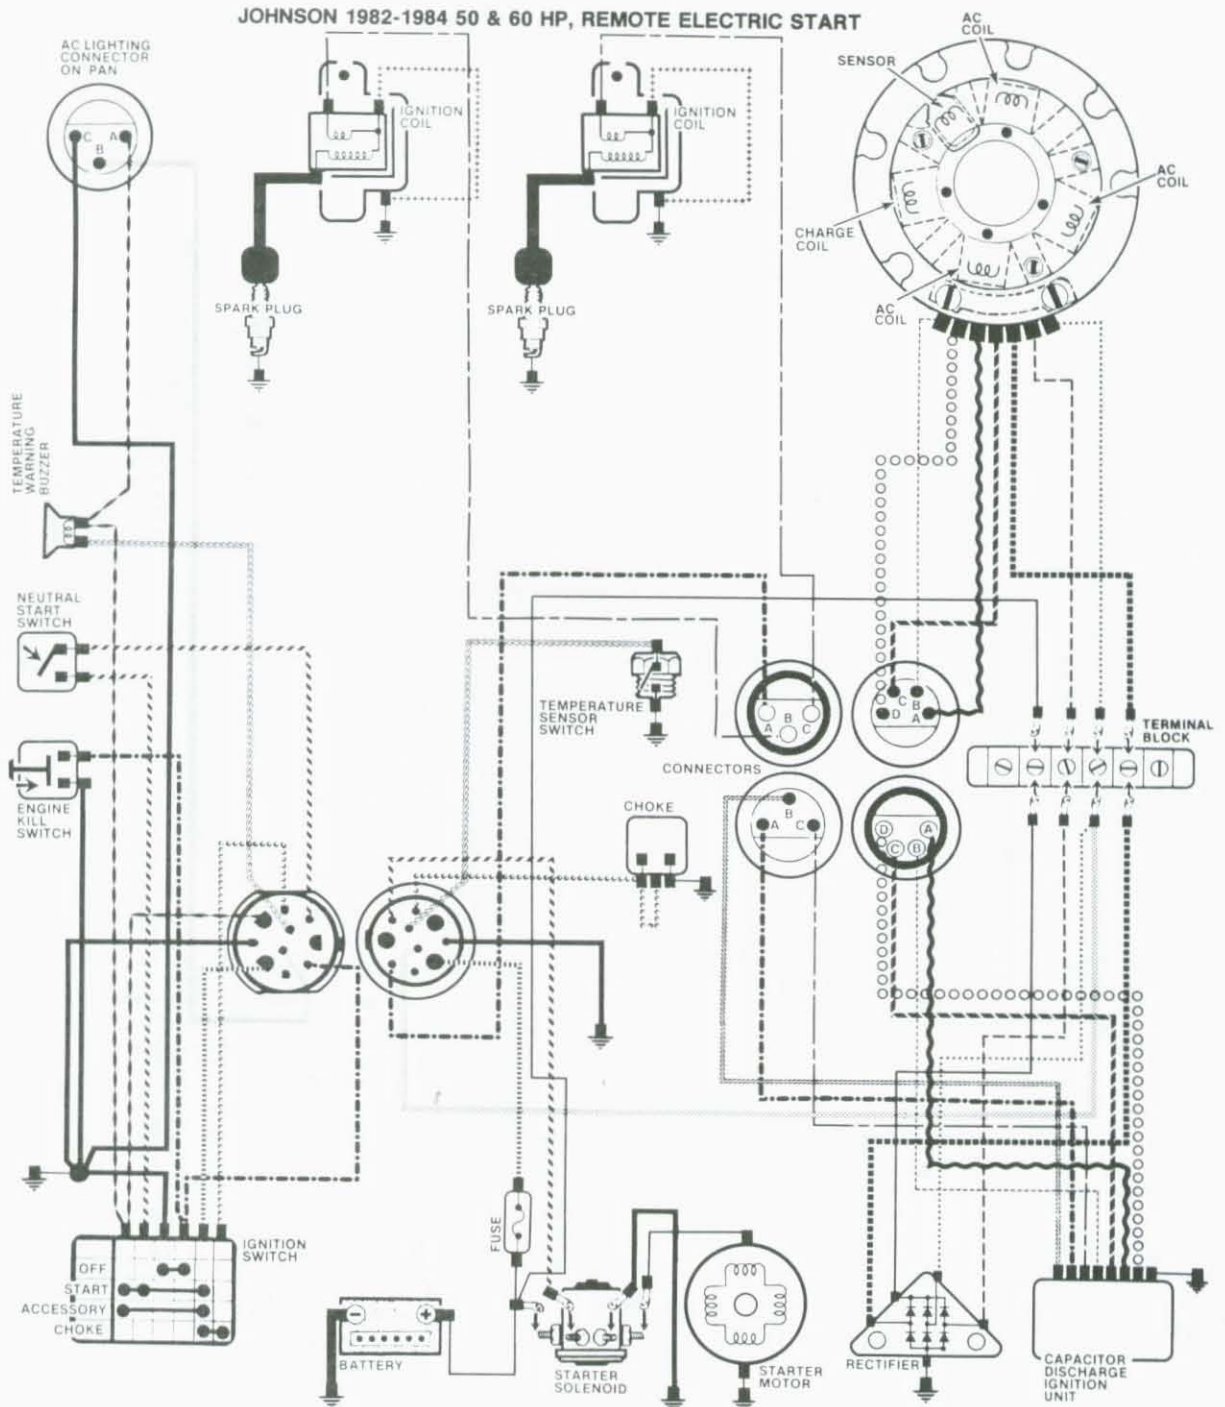 JOHNSON 1982-1984 50 & 60 HP, REMOTE ELECTRIC START
AC LIGHTING
CONNECTOR
ON PAN
C A
B
IGNITION
COIL
IGNITION
COIL
AC
COIL
SENSOR
AC
COIL
CHARGE
COIL
AC
COIL
SPARK PLUG
SPARK PLUG
TEMPERATURE
WARNING
BUZZER
NEUTRAL
START
SWITCH
ENGINE
KILL
SWITCH
TEMPERATURE
SENSOR
SWITCH
A B C
C B
D A
TERMINAL
BLOCK
CONNECTORS
CHOKE
B
A C
D A
C B
FUSE
IGNITION
SWITCH
OFF
START
ACCESSORY
CHOKE
− +
BATTERY
STARTER
SOLENOID
STARTER
MOTOR
RECTIFIER
CAPACITOR
DISCHARGE
IGNITION
UNIT